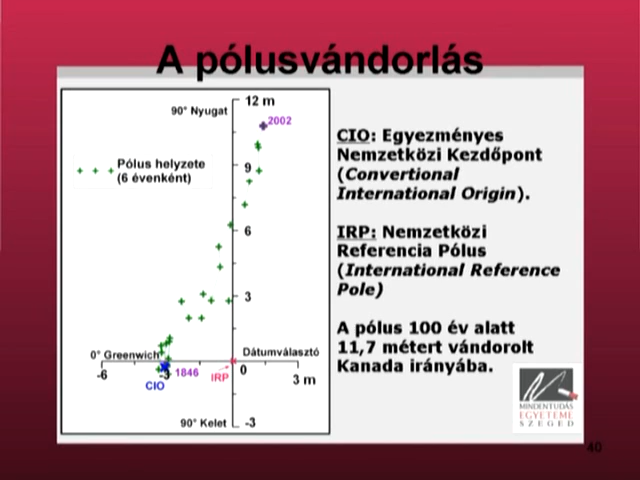 A pólusvándorlás
90° Nyugat
12 m
2002
Pólus helyzete
(6 évenként)
9
6
3
0° Greenwich
Dátumválasztó
-6
-3
1846
IRP
0
3 m
CIO
90° Kelet
-3
CIO: Egyezményes
Nemzetközi Kezdőpont
(Convertional
International Origin).
IRP: Nemzetközi
Referencia Pólus
(International Reference
Pole)
A pólus 100 év alatt
11,7 métert vándorolt
Kanada irányába.
MINDENTUDÁS
EGYETEME
SZEGED
40